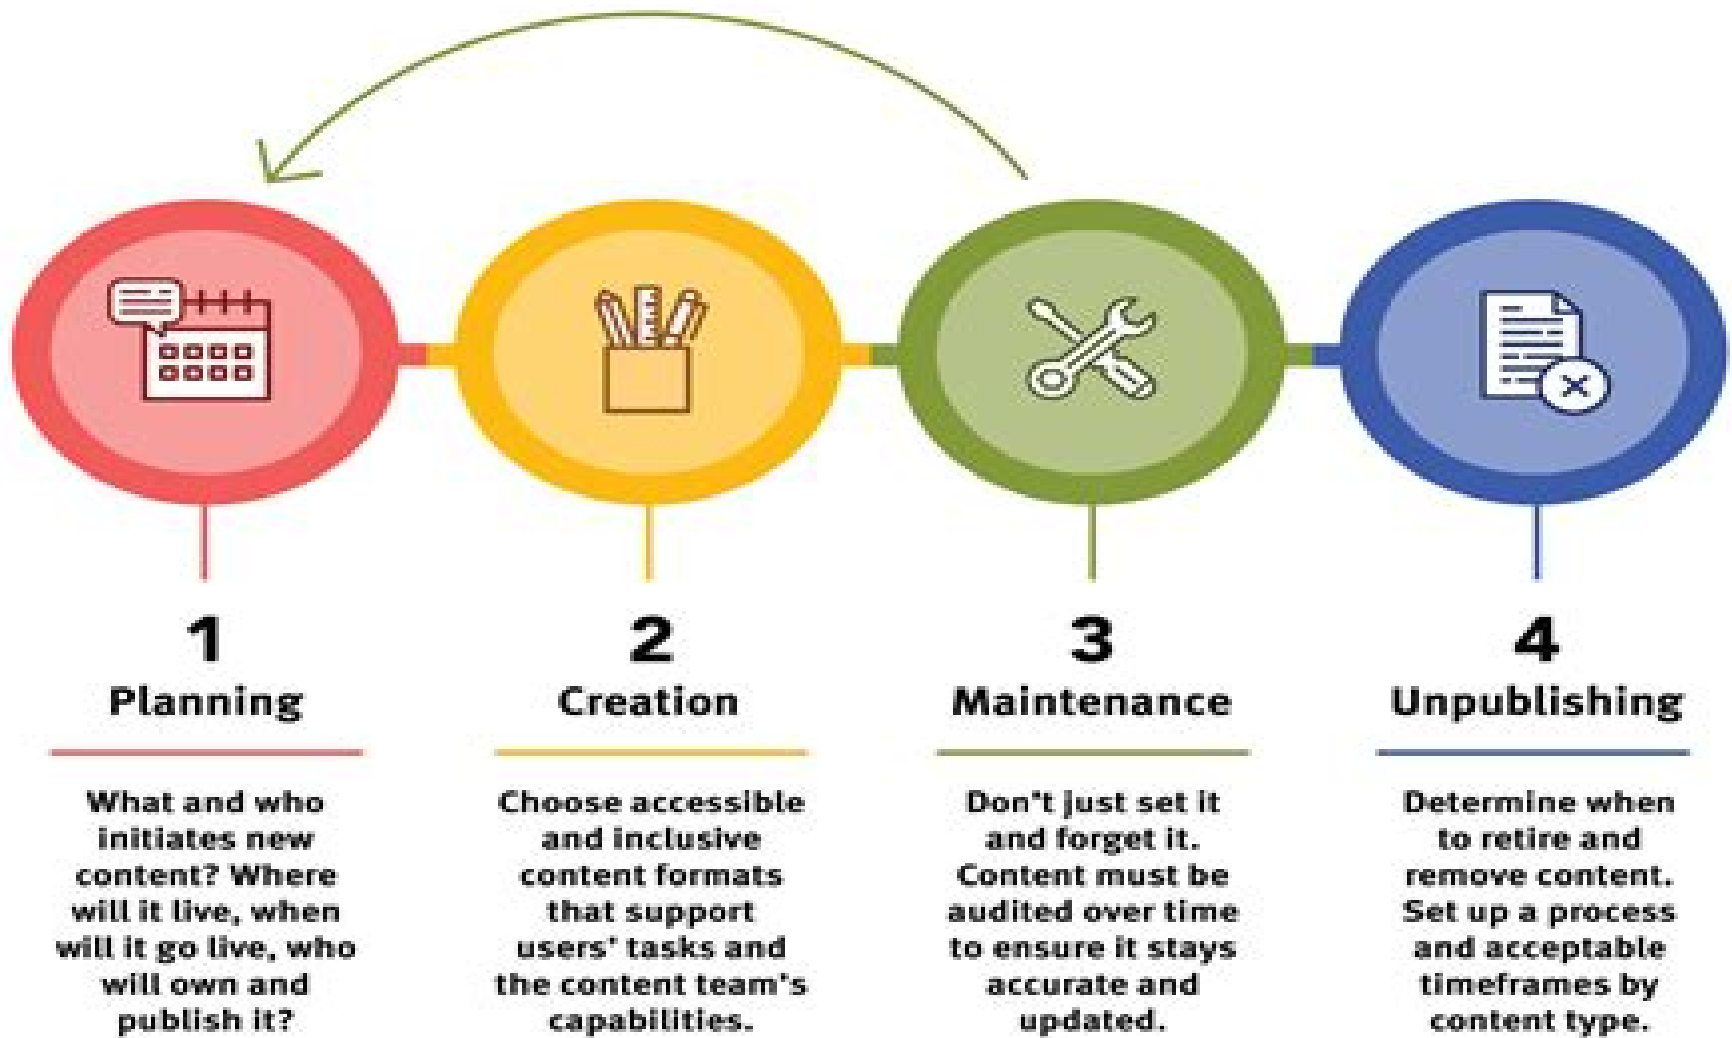 1
Planning
What and who
initiates new
content? Where
will it live, when
will it go live, who
will own and
publish it?
2
Creation
Choose accessible
and inclusive
content formats
that support
users' tasks and
the content team's
capabilities.
3
Maintenance
Don't just set it
and forget it.
Content must be
audited over time
to ensure it stays
accurate and
updated.
4
Unpublishing
Determine when
to retire and
remove content.
Set up a process
and acceptable
timeframes by
content type.